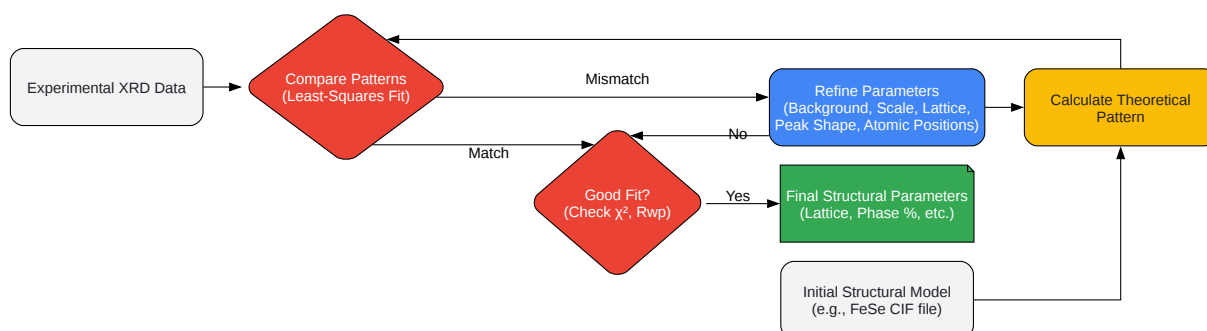 Experimental XRD Data
Compare Patterns
(Least-Squares Fit)
Mismatch
Refine Parameters
(Background, Scale, Lattice,
Peak Shape, Atomic Positions)
Calculate Theoretical
Pattern
No
Match
Good Fit?
(Check χ², Rwp)
Yes
Final Structural Parameters
(Lattice, Phase %, etc.)
Initial Structural Model
(e.g., FeSe CIF file)